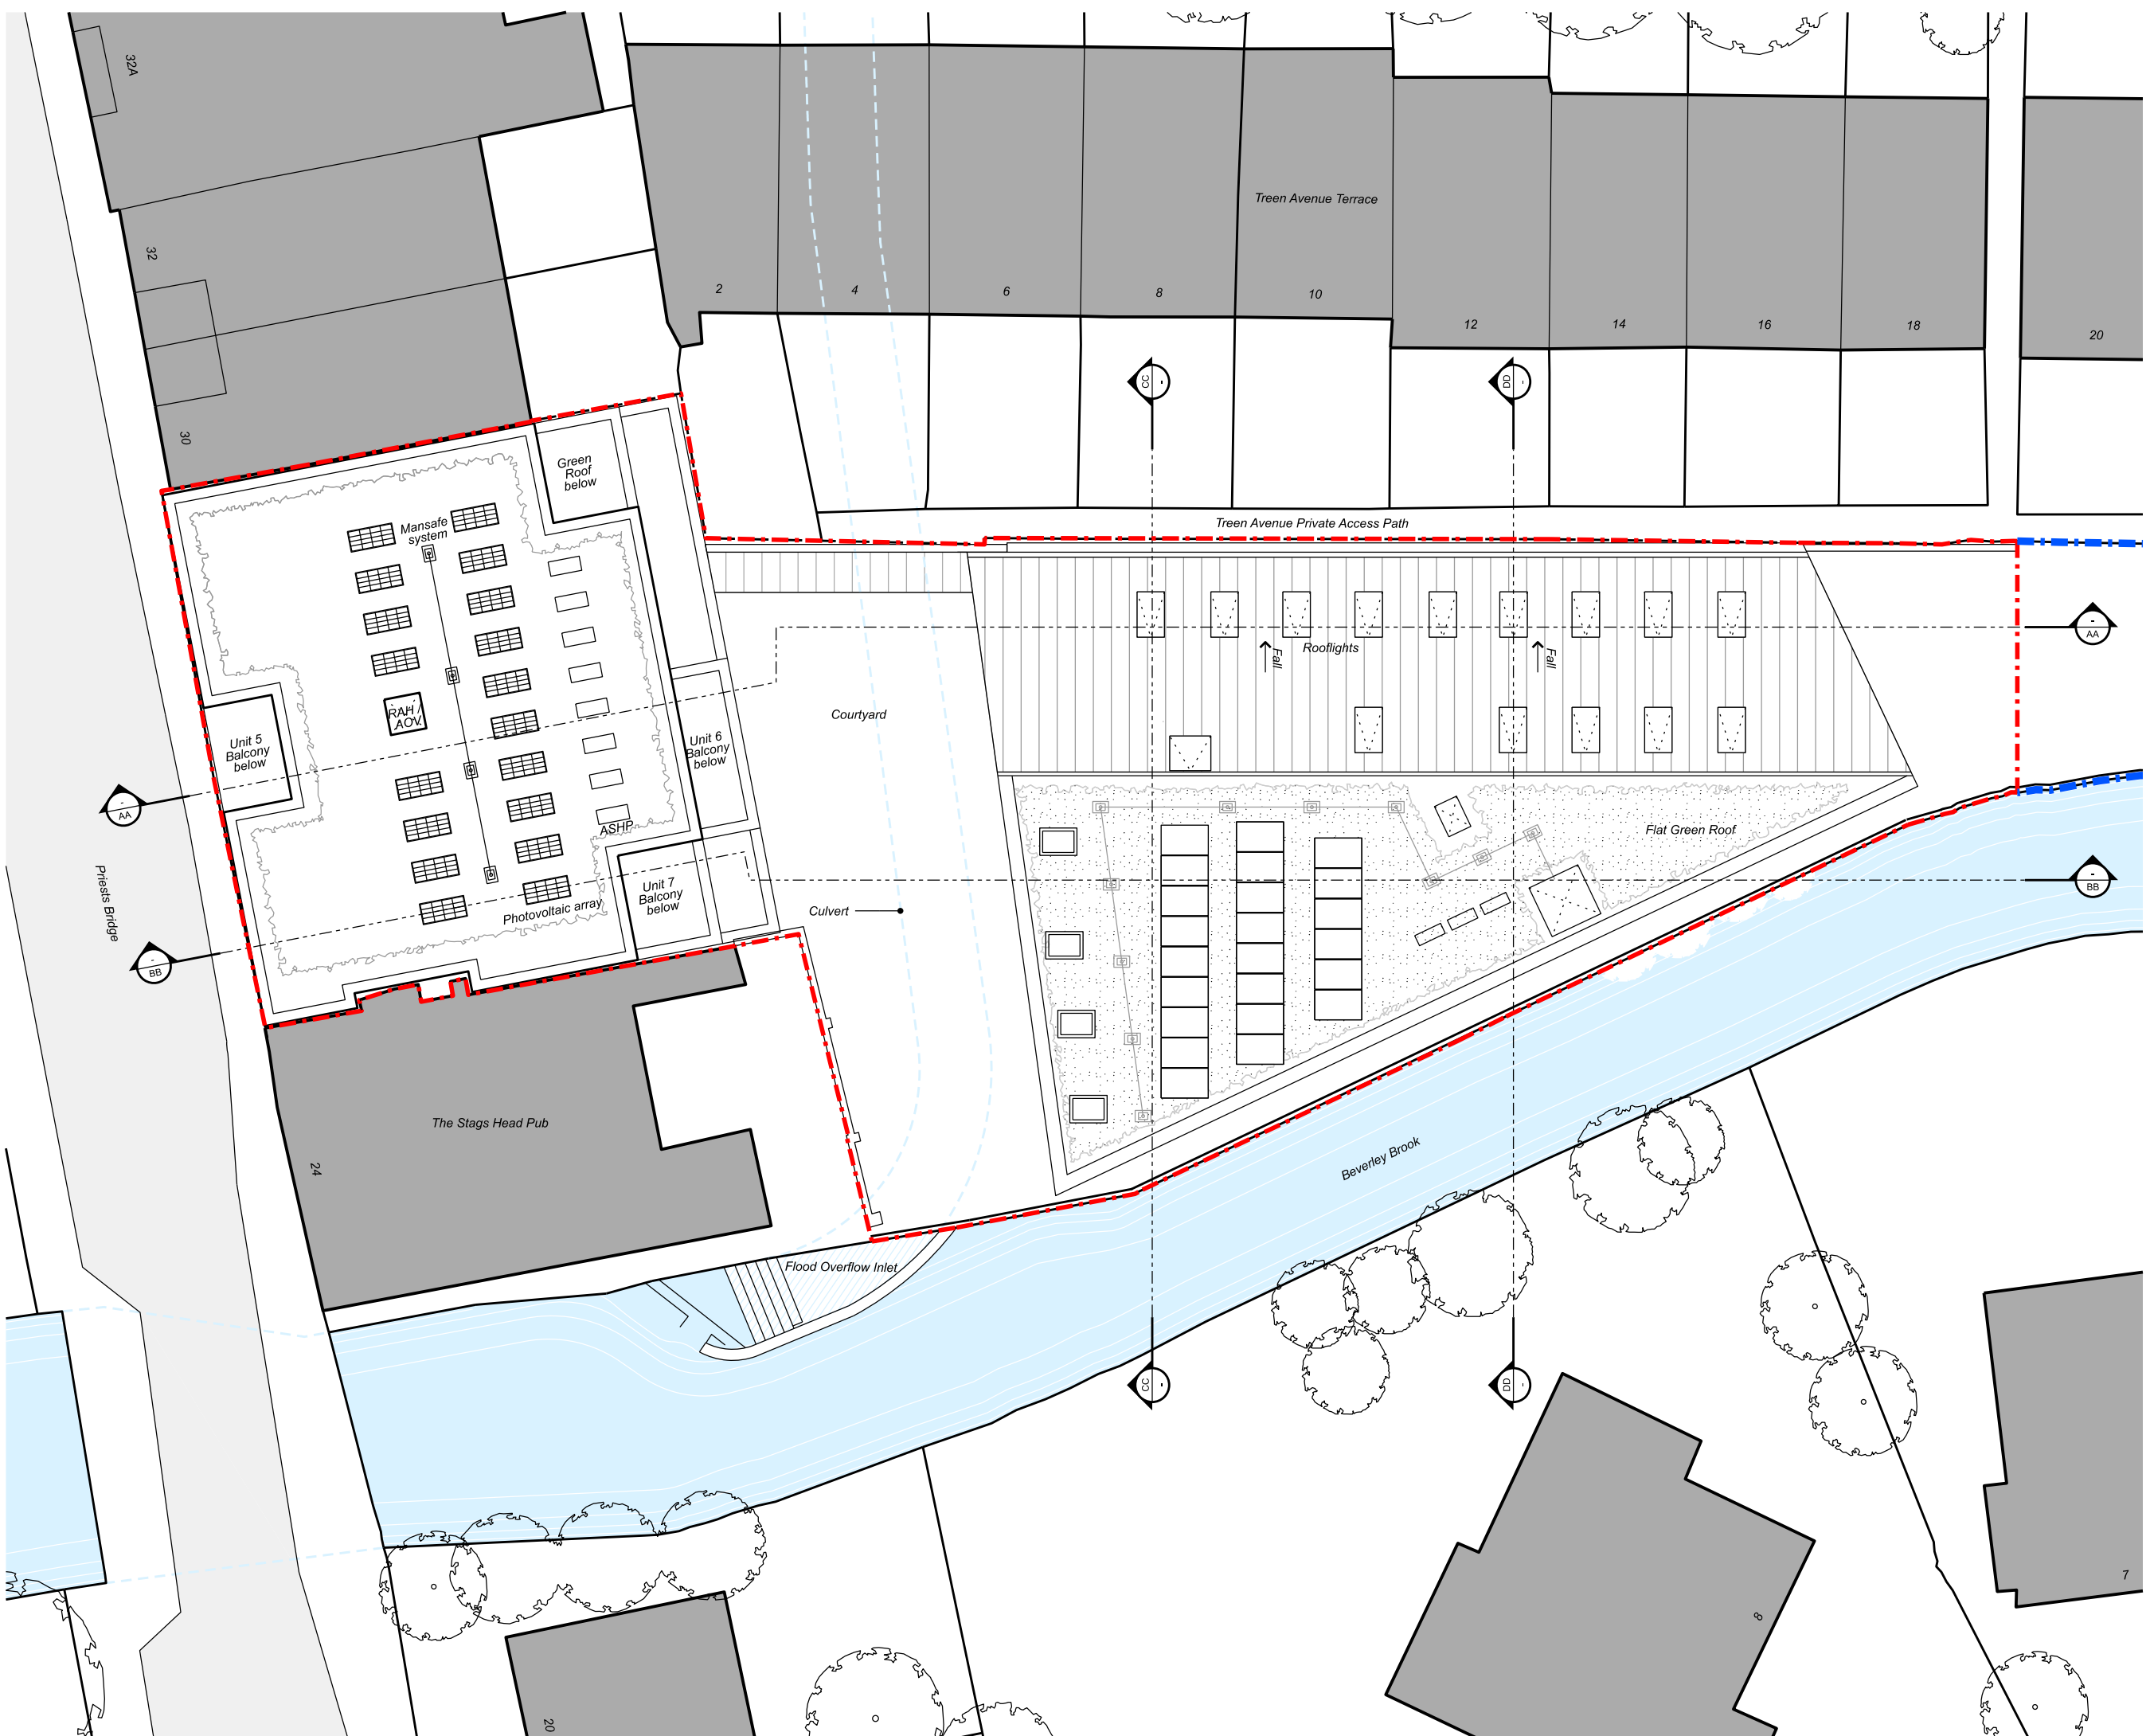 32A
32
30
Treen Avenue Terrace
2
4
6
8
10
12
14
16
18
20
CC
-
DD
-
Treen Avenue Private Access Path
Green
Roof
below
Mansafe
system
RAH /
AOV
Unit 5
Balcony
below
Unit 6
Balcony
below
Unit 7
Balcony
below
ASHP
Photovoltaic array
Courtyard
Culvert
Rooflights
Fall
Fall
Flat Green Roof
-
AA
-
AA
-
BB
-
BB
Priests Bridge
The Stags Head Pub
24
Flood Overflow Inlet
Beverley Brook
CC
-
DD
-
20
8
7